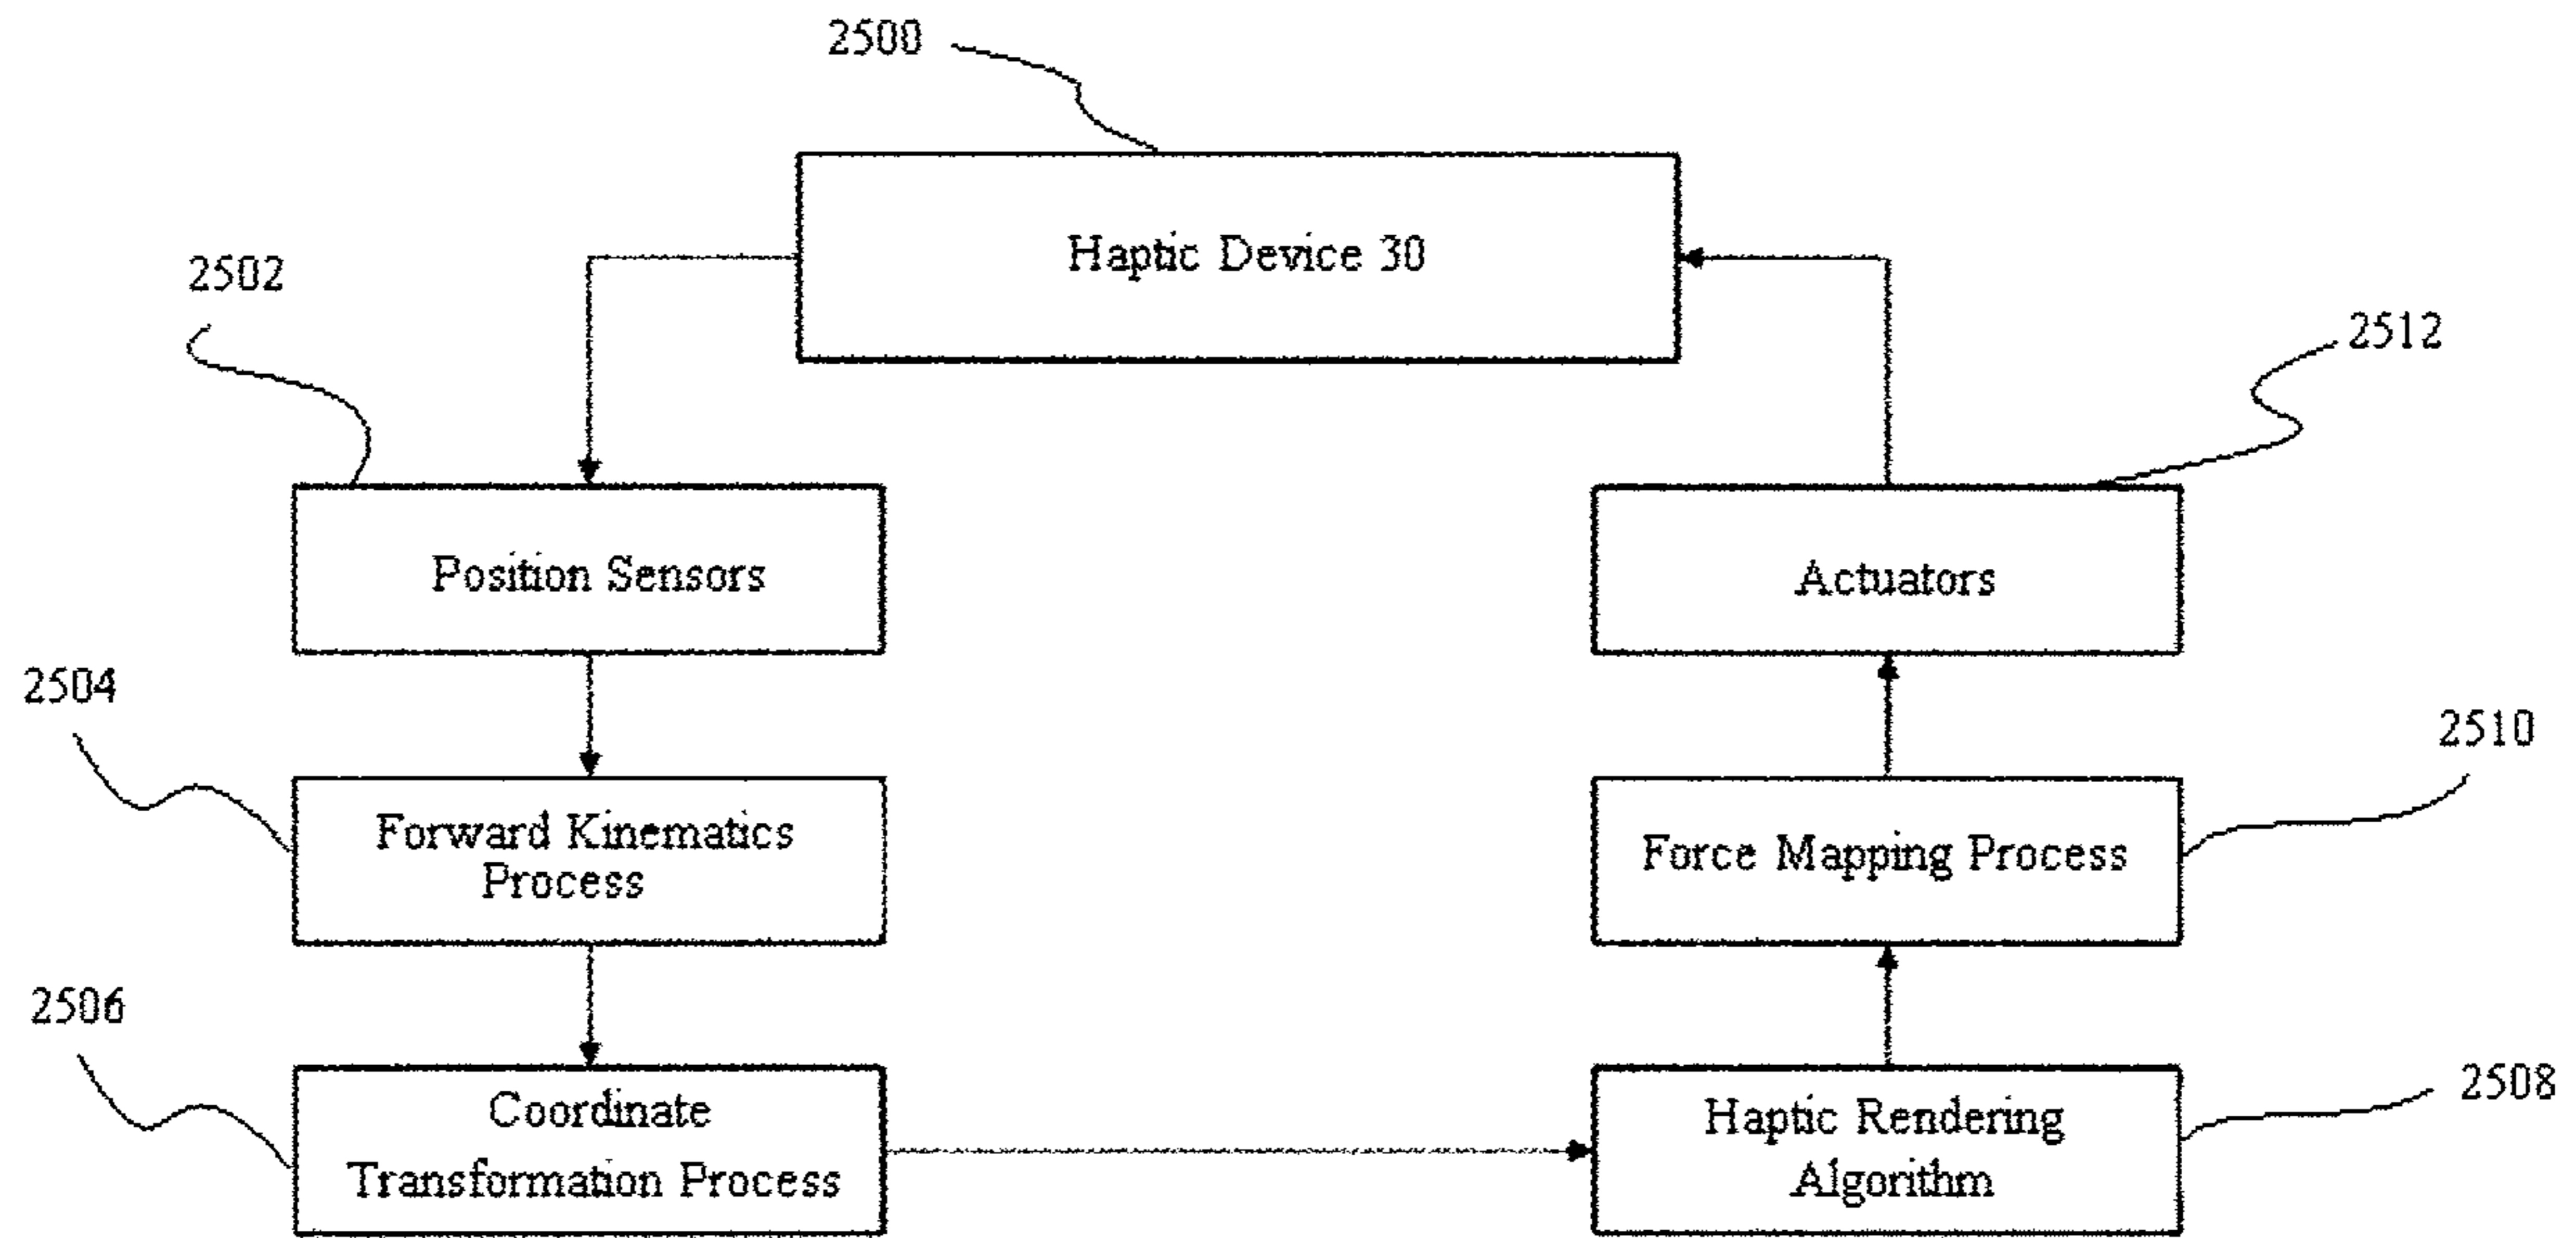 2500
Haptic Device 30
2502
2512
Position Sensors
Actuators
2504
2510
Forward Kinematics
Process
Force Mapping Process
2506
2508
Coordinate
Transformation Process
Haptic Rendering
Algorithm